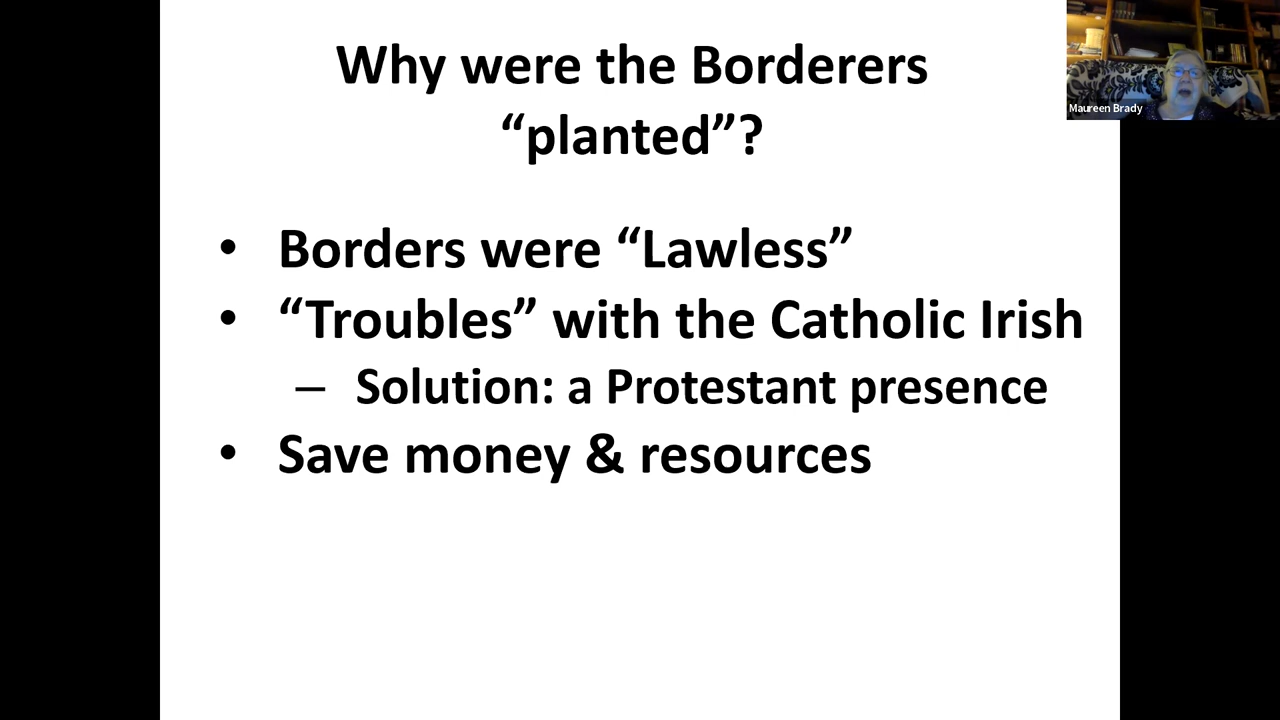 Why were the Borderers
“planted”?
Maureen Brady
• Borders were “Lawless”
• “Troubles” with the Catholic Irish
– Solution: a Protestant presence
• Save money & resources